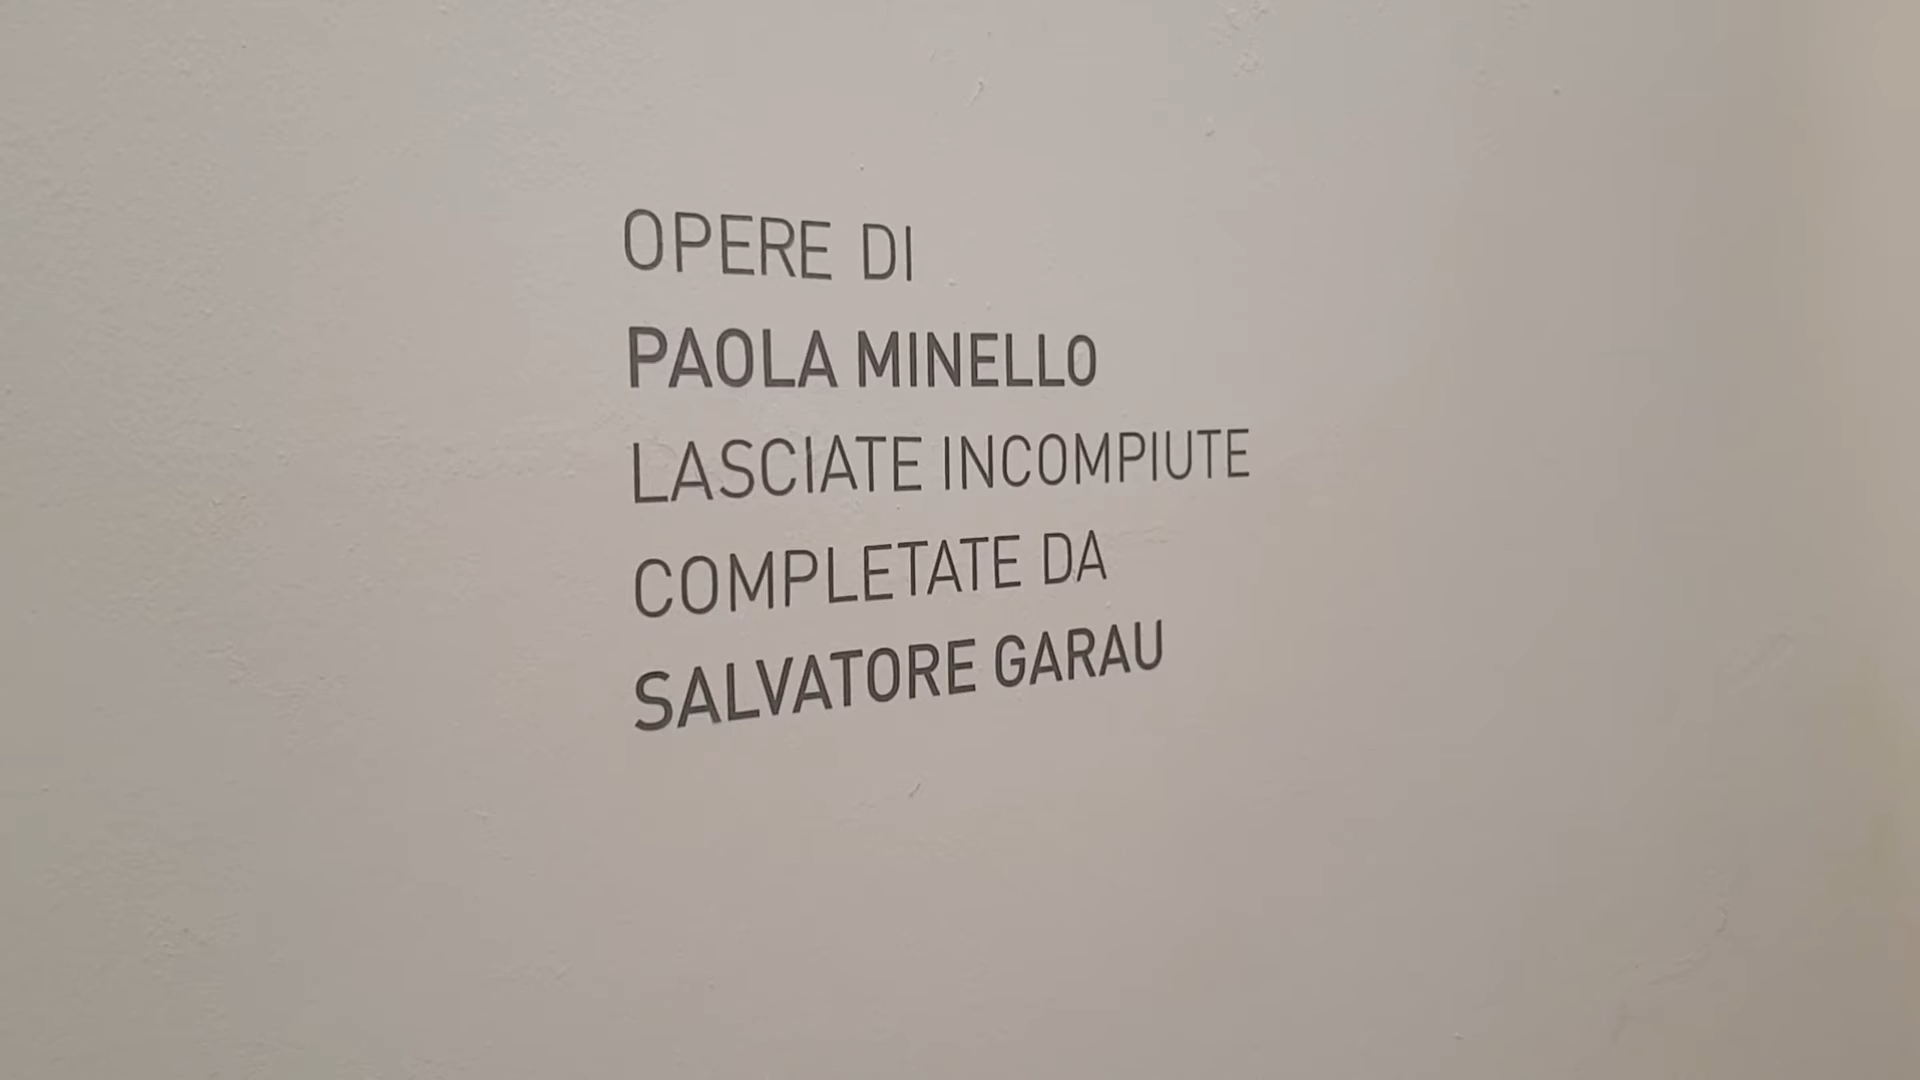 OPERE DI
PAOLA MINELLO
LASCIATE INCOMPIUTE
COMPLETATE DA
SALVATORE GARAU